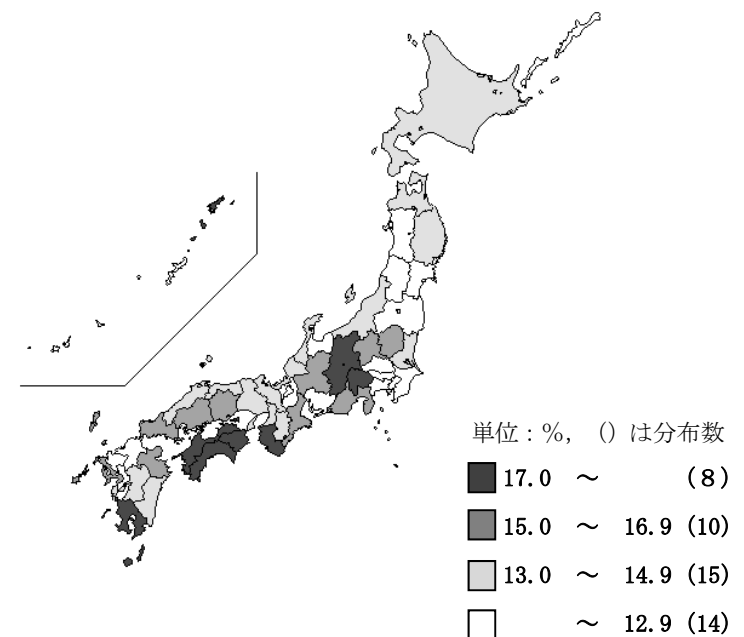 単位：％，（）は分布数
17.0 ～ （８）
15.0 ～ 16.9（10）
13.0 ～ 14.9（15）
～ 12.9（14）